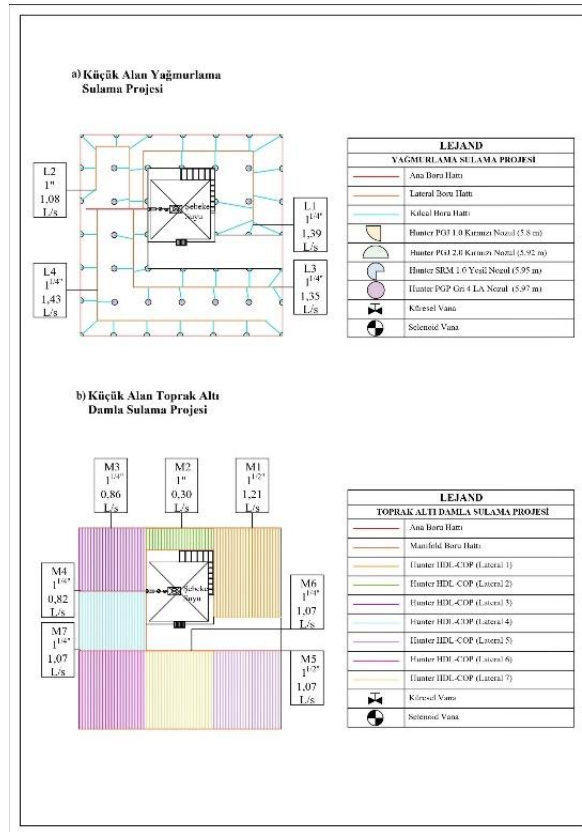 a) Küçük Alan Yağmurlama
Sulama Projesi
L2
1"
1,08
L/s
L1
1 1/4"
1,39
L/s
L4
1 1/4"
1,43
L/s
L3
1 1/4"
1,35
L/s
Şebeke
Suyu
LEJAND
YAĞMURLAMA SULAMA PROJESİ
Ana Boru Hattı
Lateral Boru Hattı
Kılcal Boru Hattı
Hunter PGJ 1.0 Kırmızı Nozul (5.8 m)
Hunter PGJ 2.0 Kırmızı Nozul (5.92 m)
Hunter SRM 1.0 Yeşil Nozul (5.95 m)
Hunter PGP Gri 4 LA Nozul (5.97 m)
Küresel Vana
Selenoid Vana
b) Küçük Alan Toprak Altı
Damla Sulama Projesi
M3
1 1/4"
0,86
L/s
M2
1"
0,30
L/s
M1
1 1/2"
1,21
L/s
M4
1 1/4"
0,82
L/s
M7
1 1/4"
1,07
L/s
M6
1 1/4"
1,07
L/s
M5
1 1/2"
1,07
L/s
Şebeke
Suyu
LEJAND
TOPRAK ALTI DAMLA SULAMA PROJESİ
Ana Boru Hattı
Manifold Boru Hattı
Hunter HDL-COP (Lateral 1)
Hunter HDL-COP (Lateral 2)
Hunter HDL-COP (Lateral 3)
Hunter HDL-COP (Lateral 4)
Hunter HDL-COP (Lateral 5)
Hunter HDL-COP (Lateral 6)
Hunter HDL-COP (Lateral 7)
Küresel Vana
Selenoid Vana